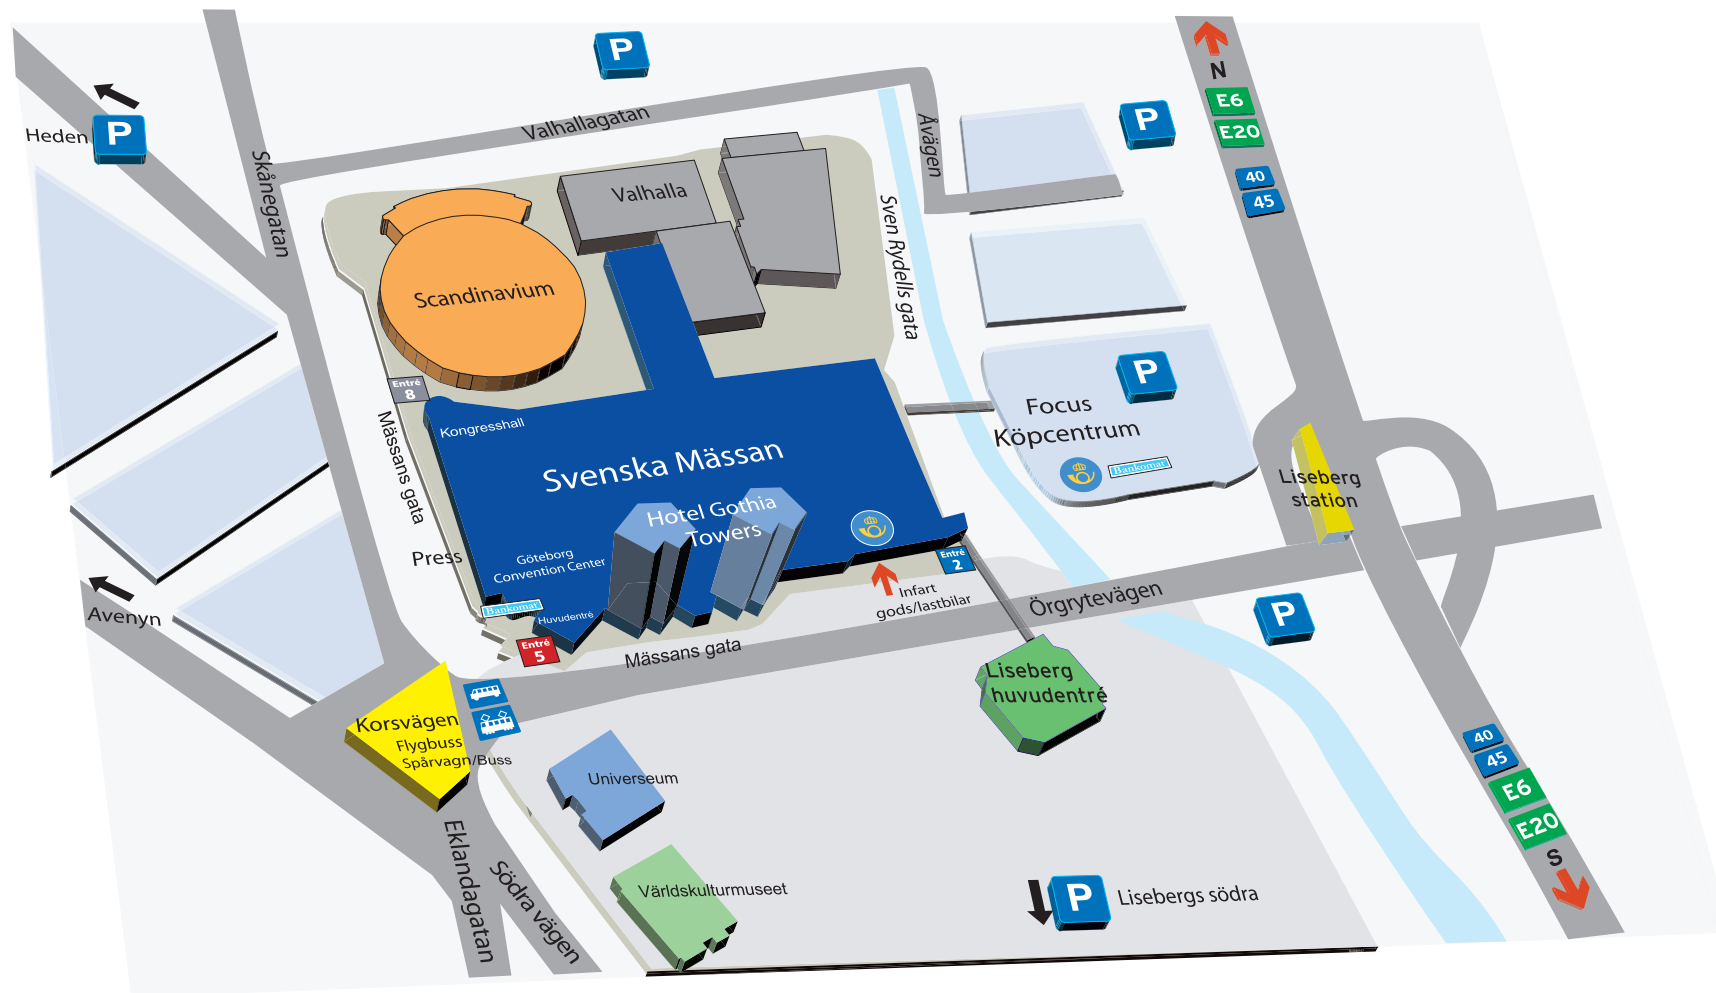 P
N
E6
E20
40
45
P
P
Heden
Valhallagatan
Åvägen
Skånegatan
Valhalla
Sven Rydells gata
Scandinavium
Entré
8
P
Focus
Köpcentrum
Bankomat
Kongresshall
Svenska Mässan
Mässans gata
Hotel Gothia
Towers
Liseberg
station
Press
Göteborg
Convention Center
Entré
2
Infart
gods/lastbilar
Örgrytevägen
Avenyn
Bankomat
Huvudentré
Entré
5
Mässans gata
P
Liseberg
huvudentré
Korsvägen
Flygbuss
Spårvagn/Buss
Universeum
40
45
E6
E20
S
Eklandagatan
Södra vägen
Världskulturmuseet
P
Lisebergs södra